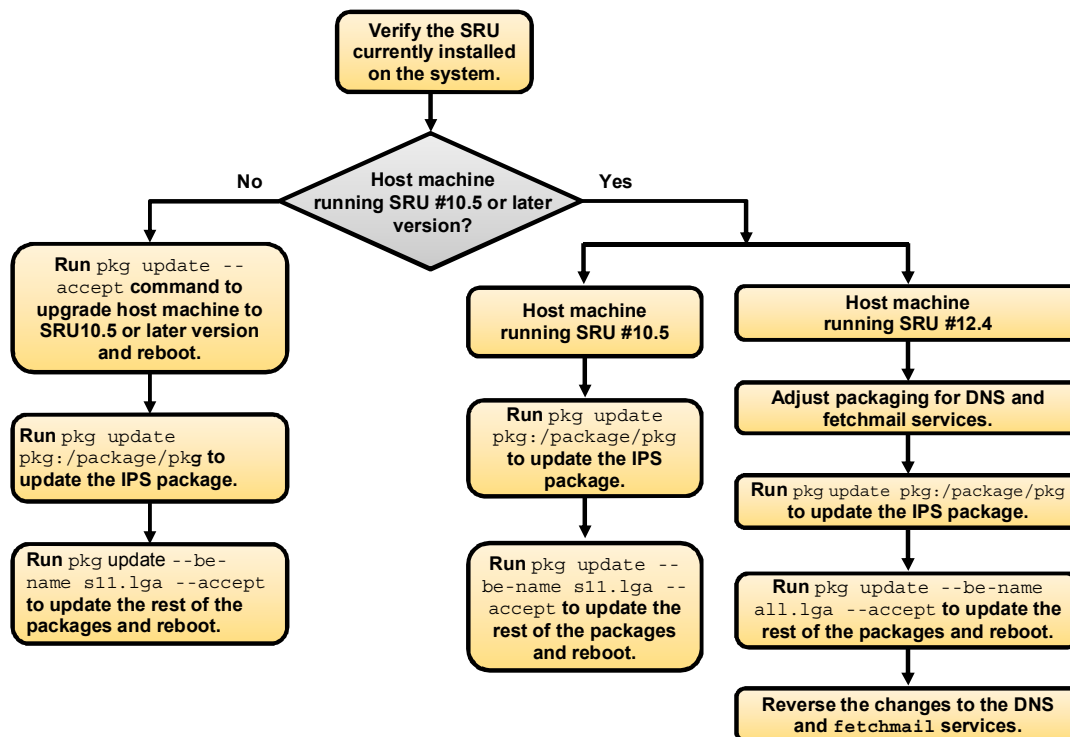 Verify the SRU
currently installed
on the system.
No
Host machine
running SRU #10.5 or later
version?
Yes
Run pkg update --
accept command to
upgrade host machine to
SRU10.5 or later version
and reboot.
Run pkg update
pkg:/package/pkg to
update the IPS package.
Run pkg update --be-
name s11.lga --accept
to update the rest of the
packages and reboot.
Host machine
running SRU #10.5
Run pkg update
pkg:/package/pkg
to update the IPS
package.
Run pkg update --
be-name s11.lga --
accept to update the
rest of the packages
and reboot.
Host machine
running SRU #12.4
Adjust packaging for DNS and
fetchmail services.
Run pkg update pkg:/package/pkg
to update the IPS package.
Run pkg update --be-name
all.lga --accept to update the
rest of the packages and reboot.
Reverse the changes to the DNS
and fetchmail services.